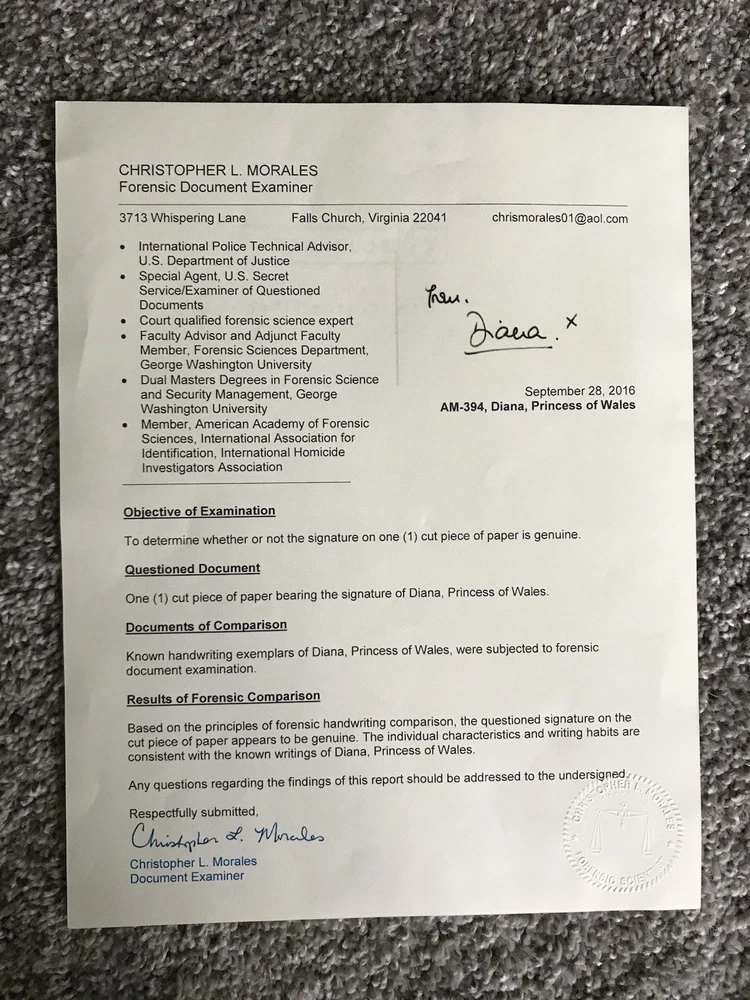 CHRISTOPHER L. MORALES
Forensic Document Examiner
3713 Whispering Lane Falls Church, Virginia 22041 chrismorales01@aol.com
• International Police Technical Advisor,
U.S. Department of Justice
• Special Agent, U.S. Secret
Service/Examiner of Questioned
Documents
• Court qualified forensic science expert
• Faculty Advisor and Adjunct Faculty
Member, Forensic Sciences Department,
George Washington University
• Dual Masters Degrees in Forensic Science
and Security Management, George
Washington University
• Member, American Academy of Forensic
Sciences, International Association for
Identification, International Homicide
Investigators Association
from.
Diana. x
September 28, 2016
AM-394, Diana, Princess of Wales
Objective of Examination
To determine whether or not the signature on one (1) cut piece of paper is genuine.
Questioned Document
One (1) cut piece of paper bearing the signature of Diana, Princess of Wales.
Documents of Comparison
Known handwriting exemplars of Diana, Princess of Wales, were subjected to forensic
document examination.
Results of Forensic Comparison
Based on the principles of forensic handwriting comparison, the questioned signature on the
cut piece of paper appears to be genuine. The individual characteristics and writing habits are
consistent with the known writings of Diana, Princess of Wales.
Any questions regarding the findings of this report should be addressed to the undersigned.
Respectfully submitted,
Christopher L. Morales
Christopher L. Morales
Document Examiner
CHRISTOPHER L. MORALES
FORENSIC SCIENTIST